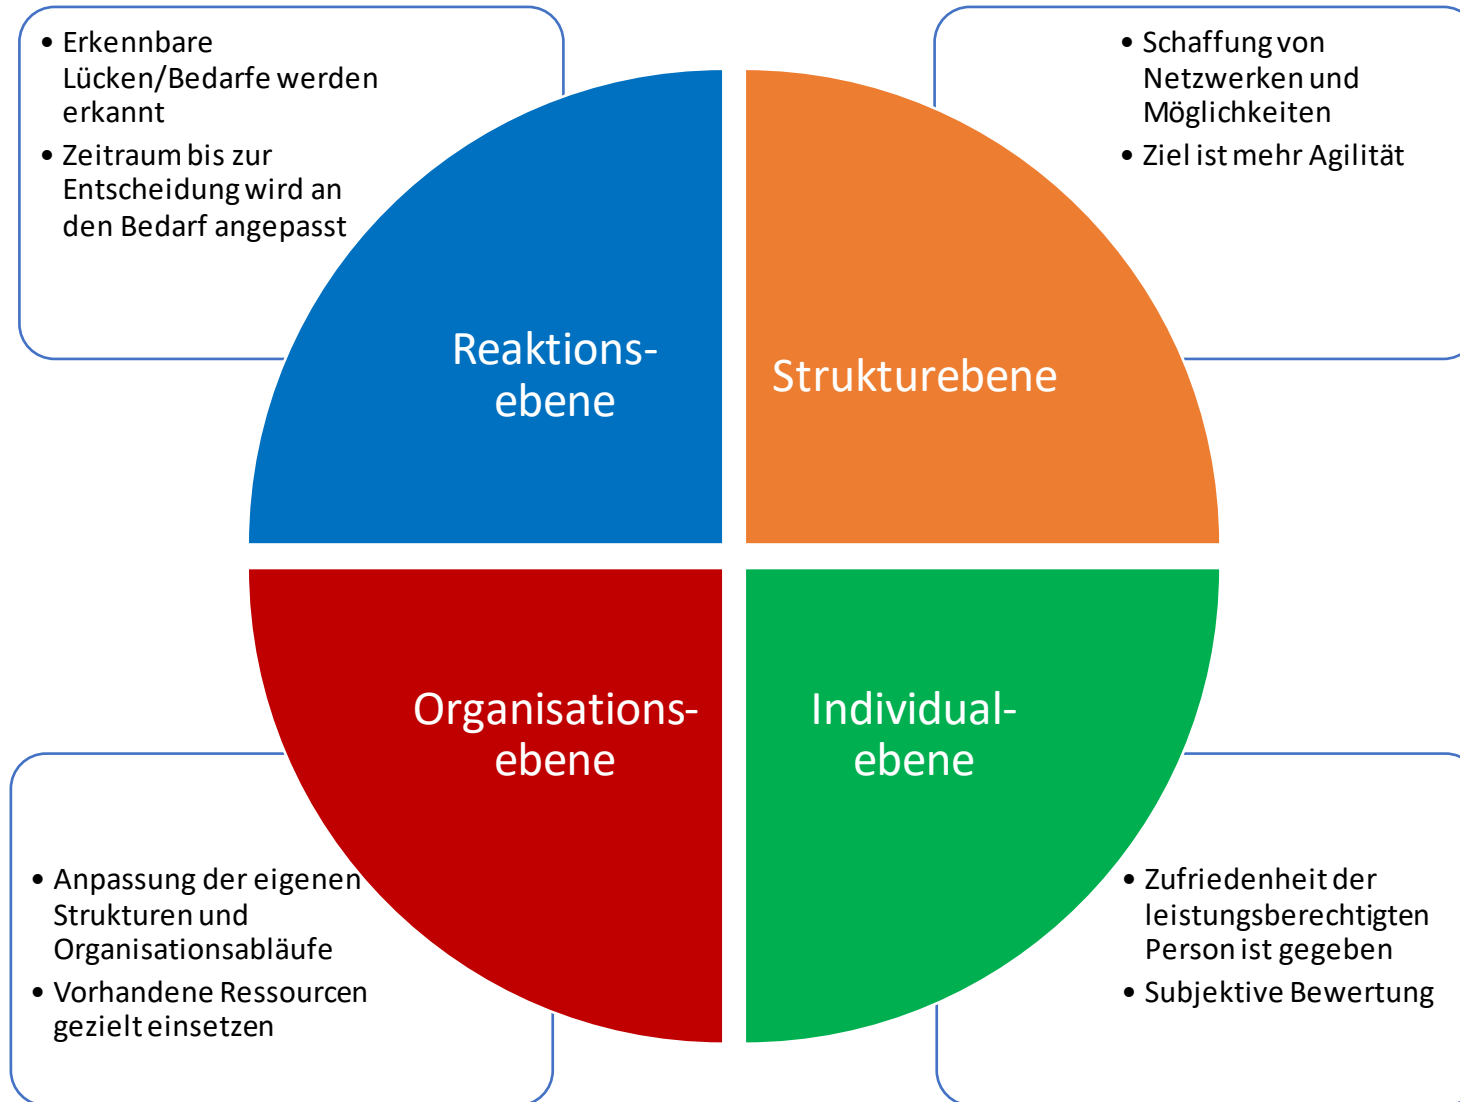 • Erkennbare
Lücken/Bedarfe werden
erkannt
• Zeitraum bis zur
Entscheidung wird an
den Bedarf angepasst
• Schaffung von
Netzwerken und
Möglichkeiten
• Ziel ist mehr Agilität
Reaktions-
ebene
Strukturebene
Organisations-
ebene
Individual-
ebene
• Anpassung der eigenen
Strukturen und
Organisationsabläufe
• Vorhandene Ressourcen
gezielt einsetzen
• Zufriedenheit der
leistungsberechtigten
Person ist gegeben
• Subjektive Bewertung